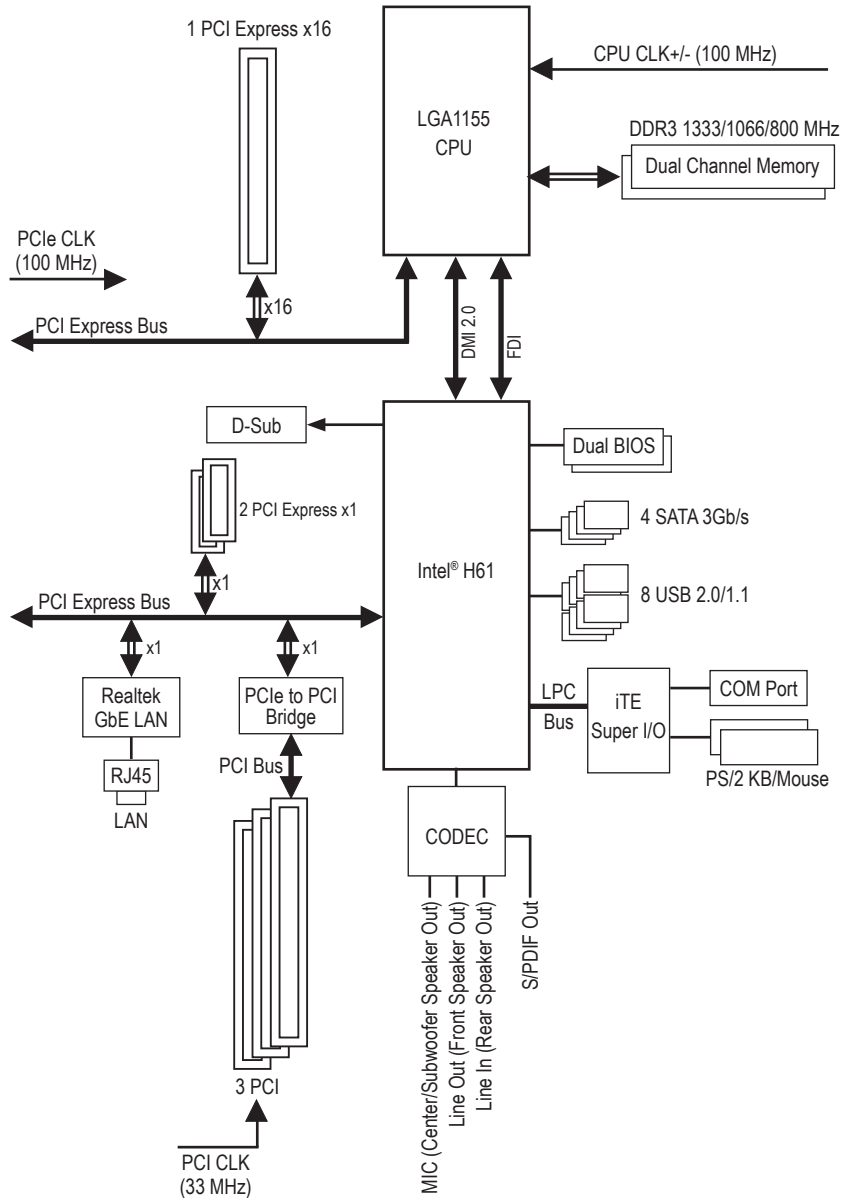 1 PCI Express x16
CPU CLK+/- (100 MHz)
LGA1155
CPU
DDR3 1333/1066/800 MHz
Dual Channel Memory
PCIe CLK
(100 MHz)
x16
PCI Express Bus
DMI 2.0
FDI
D-Sub
Dual BIOS
2 PCI Express x1
4 SATA 3Gb/s
Intel® H61
x1
8 USB 2.0/1.1
PCI Express Bus
x1
x1
Realtek
GbE LAN
PCIe to PCI
Bridge
LPC
Bus
iTE
Super I/O
COM Port
PS/2 KB/Mouse
RJ45
LAN
PCI Bus
CODEC
MIC (Center/Subwoofer Speaker Out)
Line Out (Front Speaker Out)
Line In (Rear Speaker Out)
S/PDIF Out
3 PCI
PCI CLK
(33 MHz)